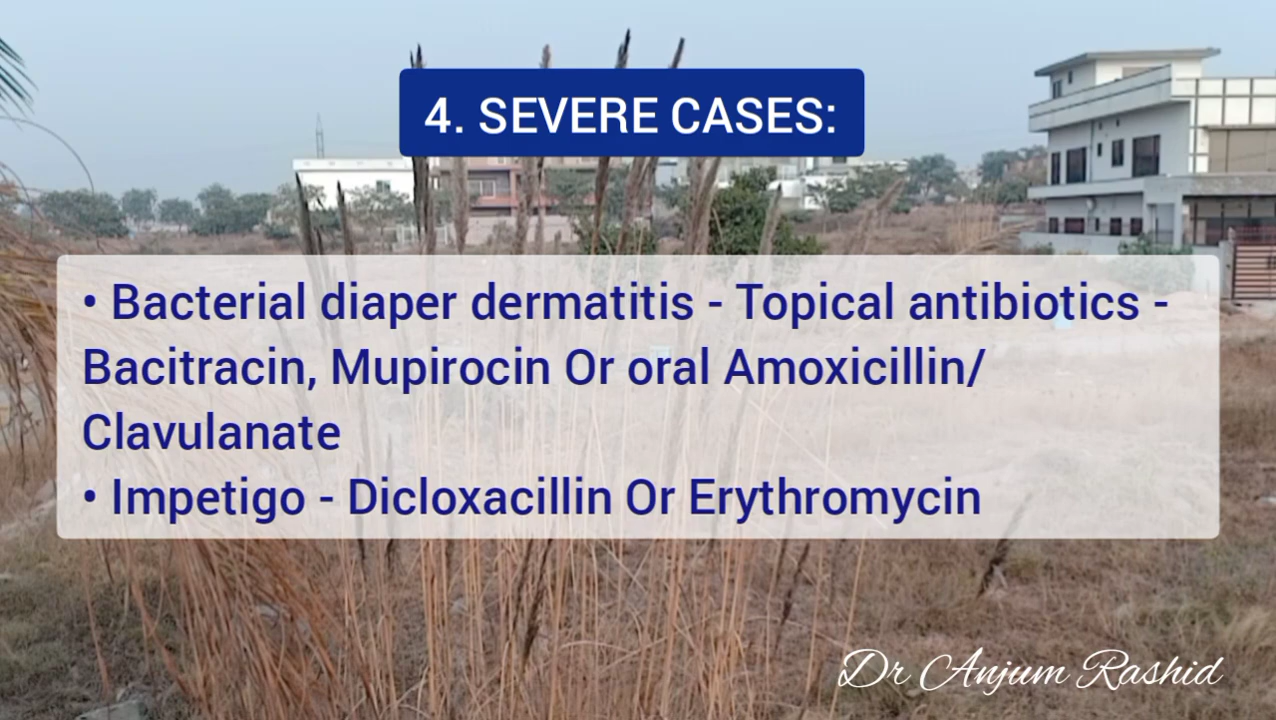 4. SEVERE CASES:
• Bacterial diaper dermatitis - Topical antibiotics -
Bacitracin, Mupirocin Or oral Amoxicillin/
Clavulanate
• Impetigo - Dicloxacillin Or Erythromycin
Dr Anjum Rashid